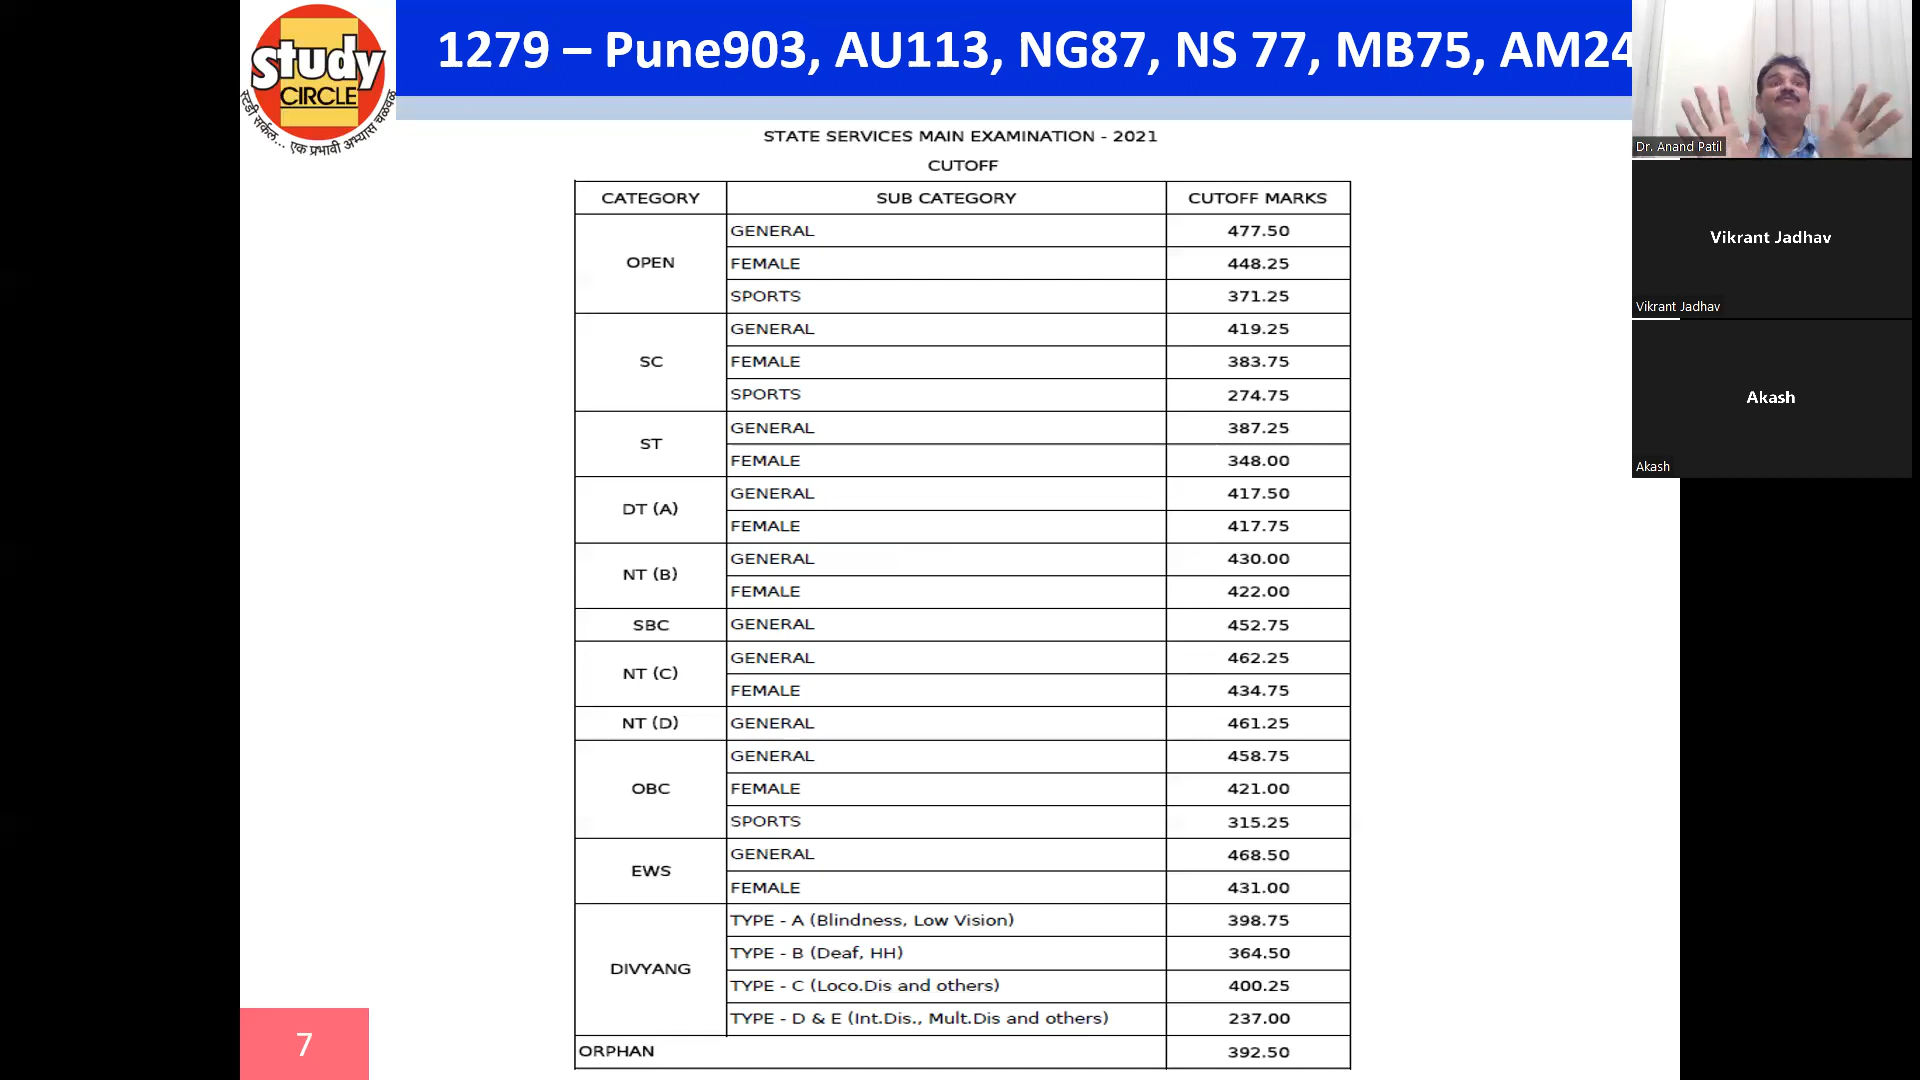 study
CIRCLE
स्टडी सर्कल... एक प्रभावी अभ्यास चळवळ
1279 – Pune903, AU113, NG87, NS 77, MB75, AM24
STATE SERVICES MAIN EXAMINATION - 2021
CUTOFF
CATEGORY SUB CATEGORY CUTOFF MARKS
OPEN GENERAL 477.50
FEMALE 448.25
SPORTS 371.25
SC GENERAL 419.25
FEMALE 383.75
SPORTS 274.75
ST GENERAL 387.25
FEMALE 348.00
DT (A) GENERAL 417.50
FEMALE 417.75
NT (B) GENERAL 430.00
FEMALE 422.00
SBC GENERAL 452.75
NT (C) GENERAL 462.25
FEMALE 434.75
NT (D) GENERAL 461.25
OBC GENERAL 458.75
FEMALE 421.00
SPORTS 315.25
EWS GENERAL 468.50
FEMALE 431.00
DIVYANG TYPE - A (Blindness, Low Vision) 398.75
TYPE - B (Deaf, HH) 364.50
TYPE - C (Loco.Dis and others) 400.25
TYPE - D & E (Int.Dis., Mult.Dis and others) 237.00
ORPHAN 392.50
7
Dr. Anand Patil
Vikrant Jadhav
Vikrant Jadhav
Akash
Akash